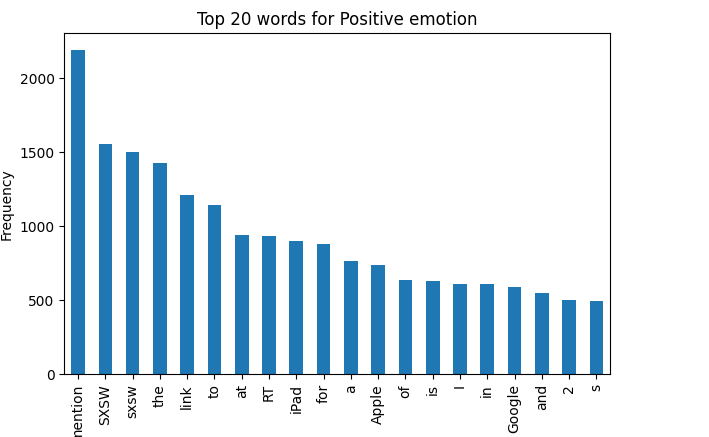 Top 20 words for Positive emotion
Frequency
2000
1500
1000
500
0
mention
SXSW
sxsw
the
link
to
at
RT
iPad
for
a
Apple
of
is
I
in
Google
and
2
s